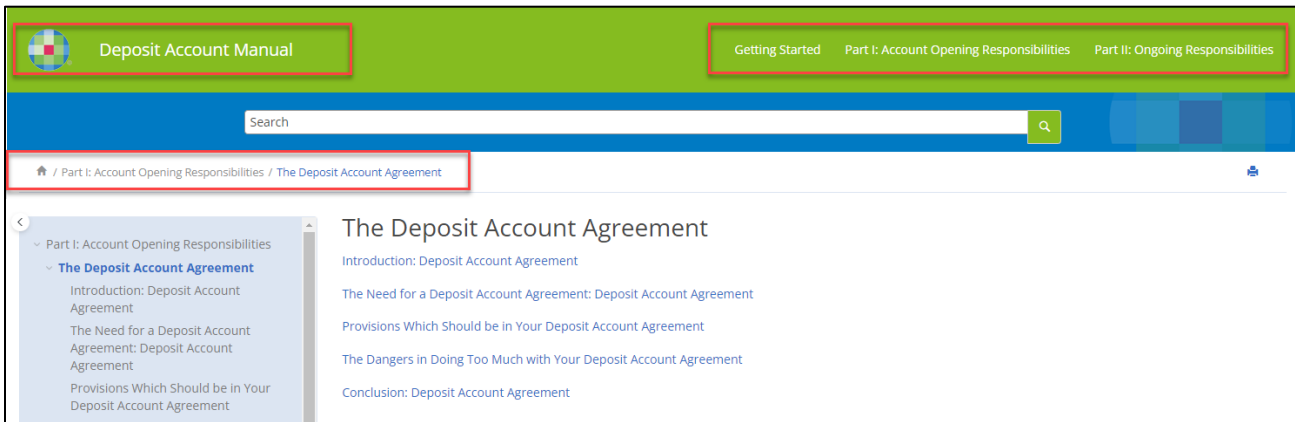 Deposit Account Manual
Getting Started Part I: Account Opening Responsibilities Part II: Ongoing Responsibilities
Search
/ Part I: Account Opening Responsibilities / The Deposit Account Agreement
Part I: Account Opening Responsibilities
The Deposit Account Agreement
Introduction: Deposit Account
Agreement
The Need for a Deposit Account
Agreement: Deposit Account
Agreement
Provisions Which Should be in Your
Deposit Account Agreement
The Deposit Account Agreement
Introduction: Deposit Account Agreement
The Need for a Deposit Account Agreement: Deposit Account Agreement
Provisions Which Should be in Your Deposit Account Agreement
The Dangers in Doing Too Much with Your Deposit Account Agreement
Conclusion: Deposit Account Agreement